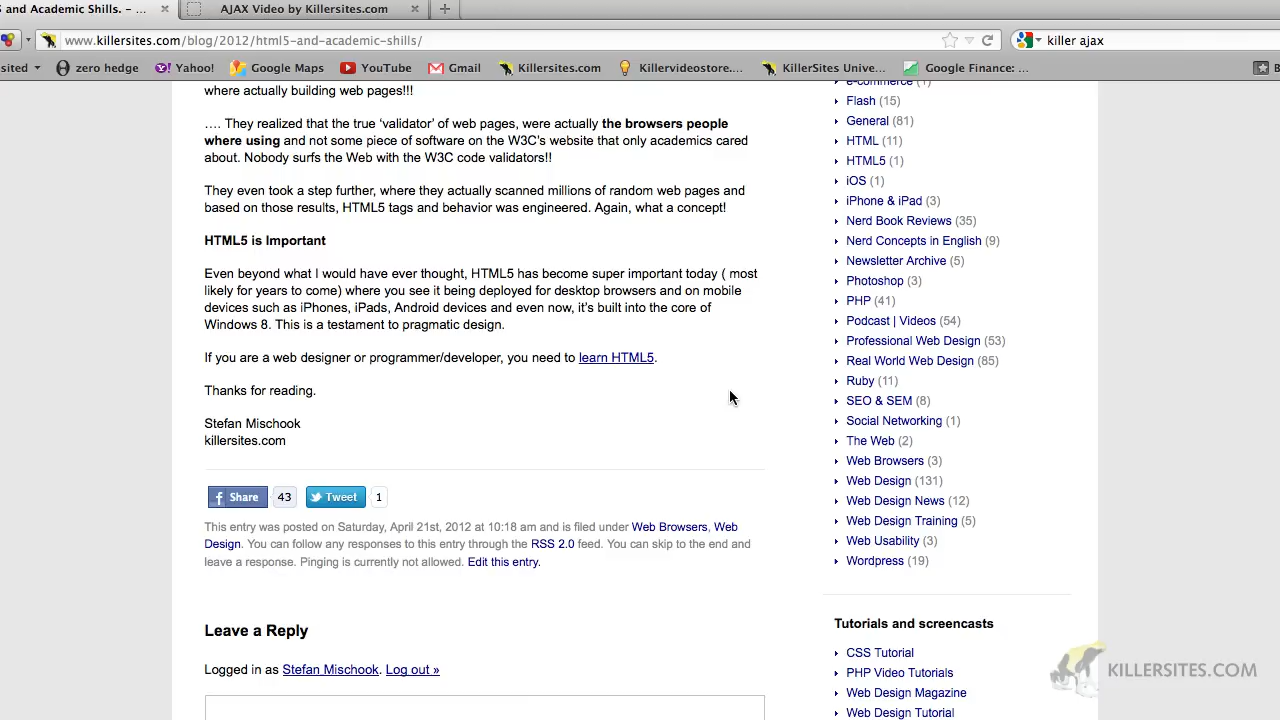 and Academic Shills. – ...
AJAX Video by Killersites.com
www.killersites.com/blog/2012/html5-and-academic-shills/
killer ajax
sited
zero hedge
Yahoo!
Google Maps
YouTube
Gmail
Killersites.com
Killervideostore....
KillerSites Unive...
Google Finance: ...
where actually building web pages!!!
…. They realized that the true ‘validator’ of web pages, were actually the browsers people
where using and not some piece of software on the W3C’s website that only academics cared
about. Nobody surfs the Web with the W3C code validators!!
They even took a step further, where they actually scanned millions of random web pages and
based on those results, HTML5 tags and behavior was engineered. Again, what a concept!
HTML5 is Important
Even beyond what I would have ever thought, HTML5 has become super important today ( most
likely for years to come) where you see it being deployed for desktop browsers and on mobile
devices such as iPhones, iPads, Android devices and even now, it’s built into the core of
Windows 8. This is a testament to pragmatic design.
If you are a web designer or programmer/developer, you need to learn HTML5.
Thanks for reading.
Stefan Mischook
killersites.com
Share 43 Tweet 1
This entry was posted on Saturday, April 21st, 2012 at 10:18 am and is filed under Web Browsers, Web
Design. You can follow any responses to this entry through the RSS 2.0 feed. You can skip to the end and
leave a response. Pinging is currently not allowed. Edit this entry.
Leave a Reply
Logged in as Stefan Mischook. Log out »
e-commerce (1)
Flash (15)
General (81)
HTML (11)
HTML5 (1)
iOS (1)
iPhone & iPad (3)
Nerd Book Reviews (35)
Nerd Concepts in English (9)
Newsletter Archive (5)
Photoshop (3)
PHP (41)
Podcast | Videos (54)
Professional Web Design (53)
Real World Web Design (85)
Ruby (11)
SEO & SEM (8)
Social Networking (1)
The Web (2)
Web Browsers (3)
Web Design (131)
Web Design News (12)
Web Design Training (5)
Web Usability (3)
Wordpress (19)
Tutorials and screencasts
CSS Tutorial
PHP Video Tutorials
Web Design Magazine
Web Design Tutorial
KILLERSITES.COM